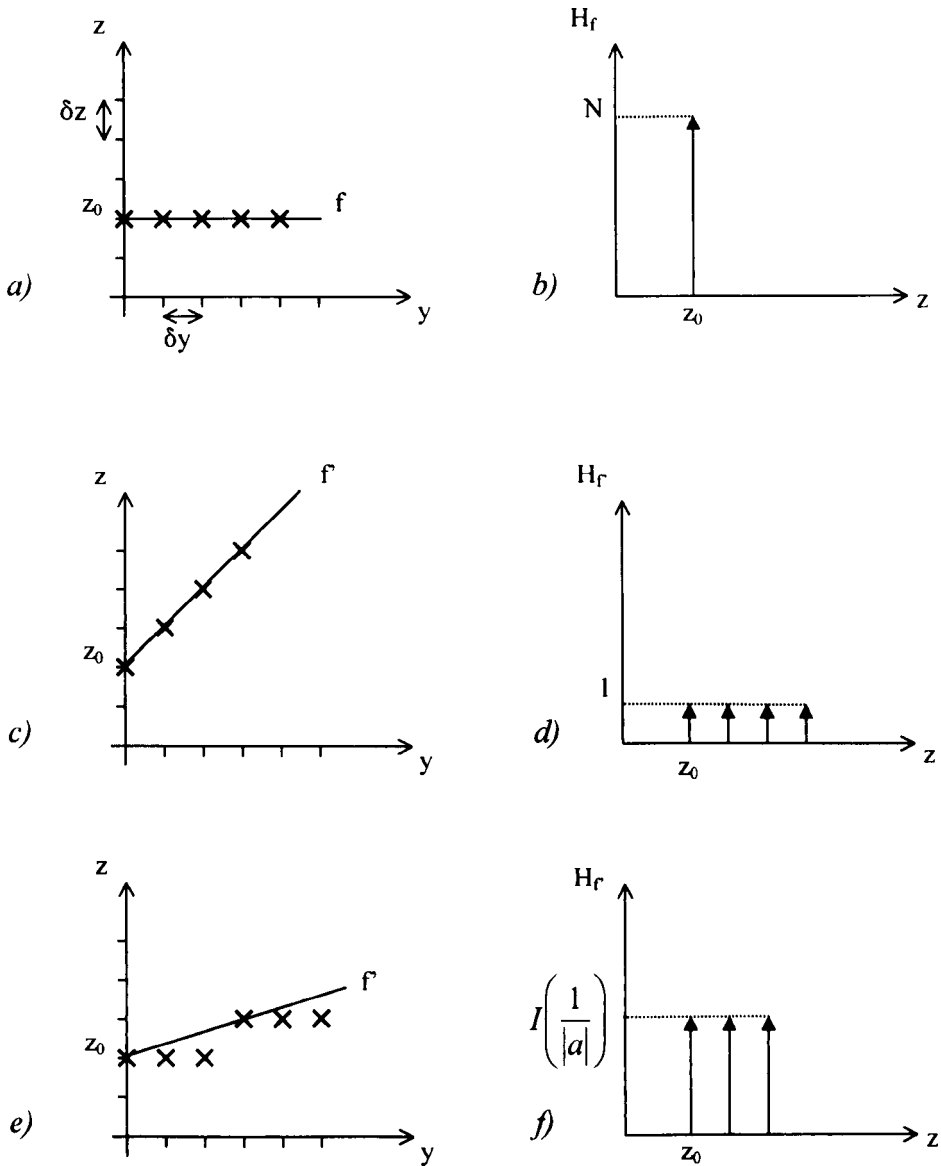 z
δz
z₀
f
a)
y
δy
H_f
N
b)
z₀
z
z
f'
z₀
c)
y
H_f'
1
d)
z₀
z
z
f'
z₀
e)
y
H_f'
I(1/|a|)
f)
z₀
z